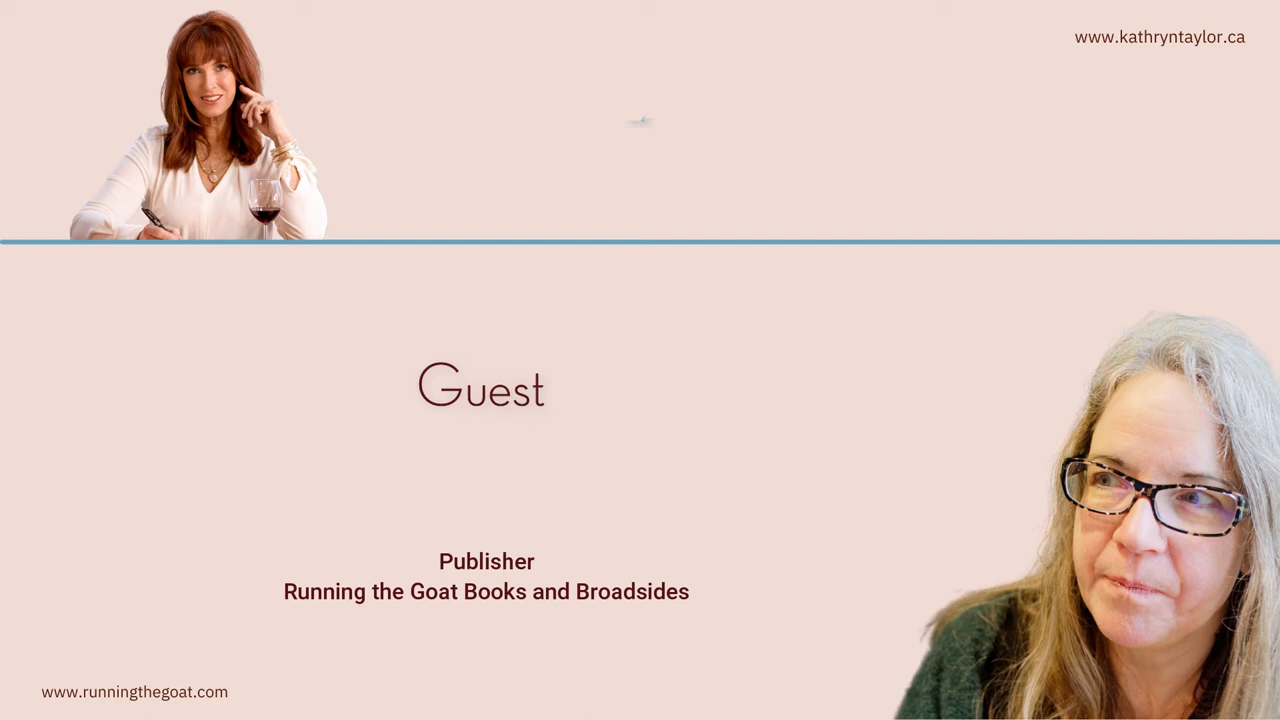 www.kathryntaylor.ca
Guest
Publisher
Running the Goat Books and Broadsides
www.runningthegoat.com